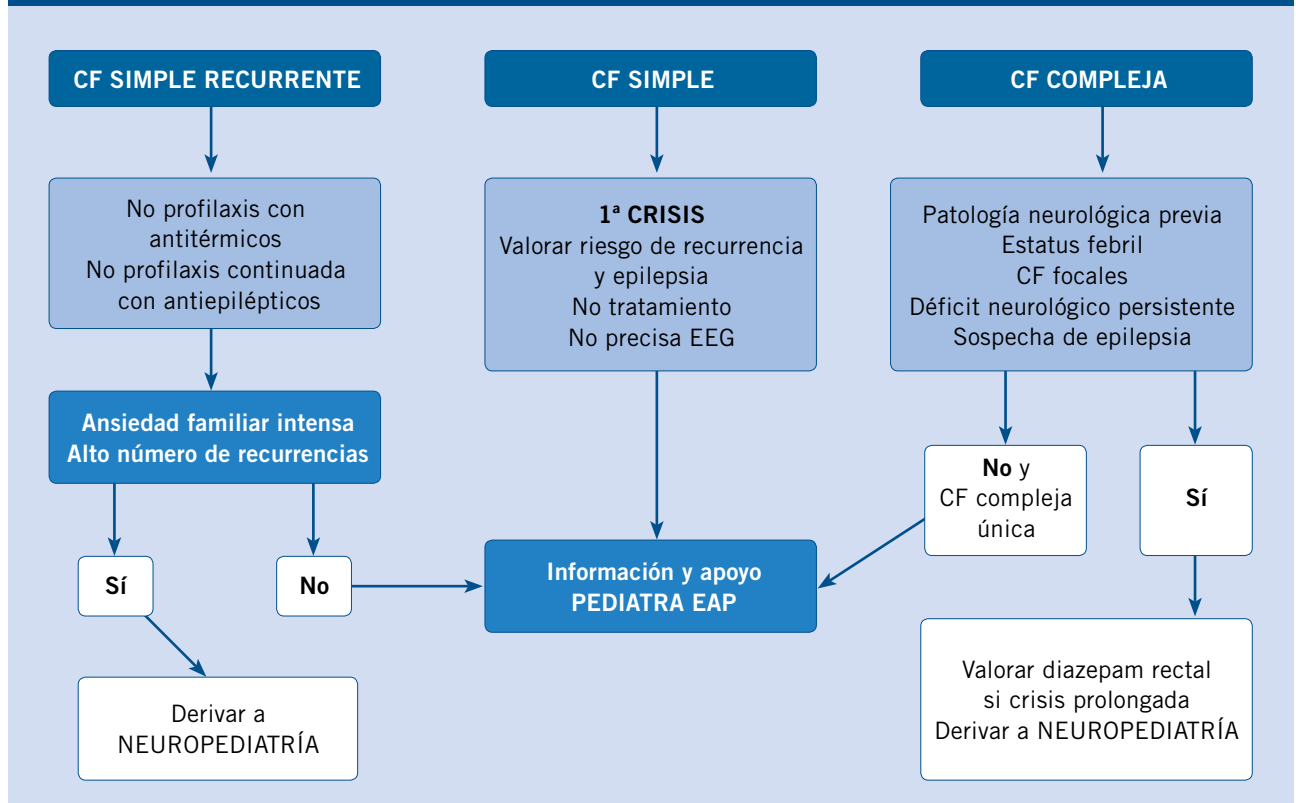 CF SIMPLE RECURRENTE
No profilaxis con
antitérmicos
No profilaxis continuada
con antiepilépticos
Ansiedad familiar intensa
Alto número de recurrencias
Sí
No
Derivar a
NEUROPEDIATRÍA
CF SIMPLE
1ª CRISIS
Valorar riesgo de recurrencia
y epilepsia
No tratamiento
No precisa EEG
Información y apoyo
PEDIATRA EAP
CF COMPLEJA
Patología neurológica previa
Estatus febril
CF focales
Déficit neurológico persistente
Sospecha de epilepsia
No y
CF compleja
única
Sí
Valorar diazepam rectal
si crisis prolongada
Derivar a NEUROPEDIATRÍA